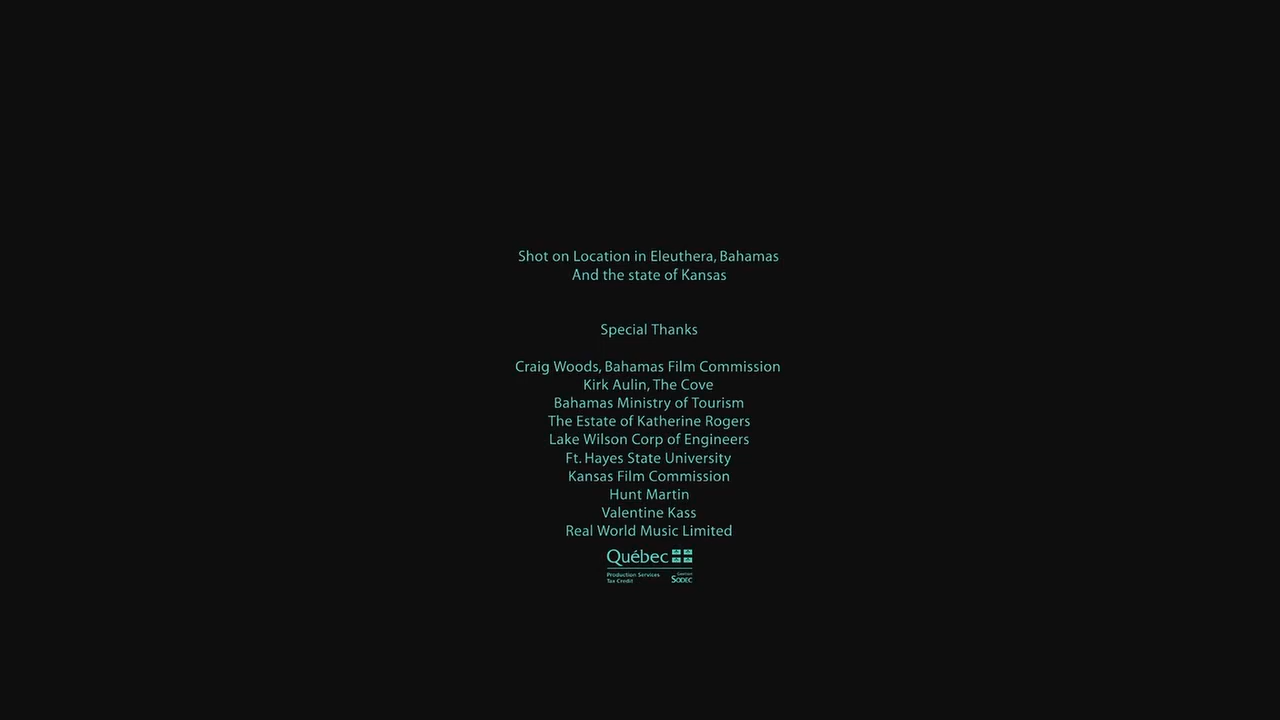 Shot on Location in Eleuthera, Bahamas
And the state of Kansas
Special Thanks
Craig Woods, Bahamas Film Commission
Kirk Aulin, The Cove
Bahamas Ministry of Tourism
The Estate of Katherine Rogers
Lake Wilson Corp of Engineers
Ft. Hayes State University
Kansas Film Commission
Hunt Martin
Valentine Kass
Real World Music Limited
Québec
Production Services
Tax Credit
SODEC